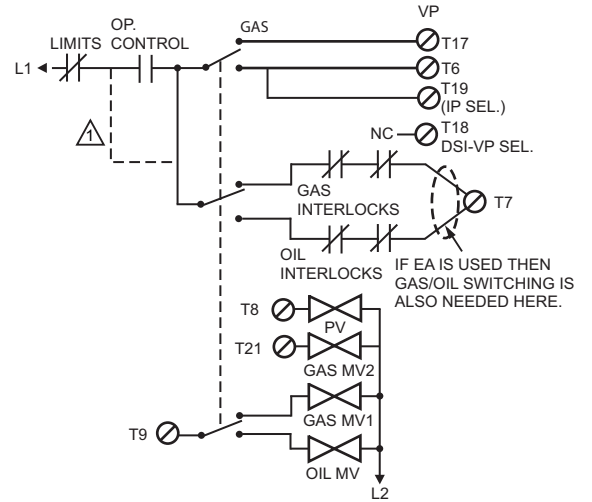 VP
OP.
CONTROL
GAS
LIMITS
L1
T17
T6
T19
(IP SEL.)
1
NC
T18
DSI-VP SEL.
GAS
INTERLOCKS
T7
OIL
INTERLOCKS
IF EA IS USED THEN
GAS/OIL SWITCHING IS
ALSO NEEDED HERE.
T8
PV
T21
GAS MV2
GAS MV1
T9
OIL MV
L2